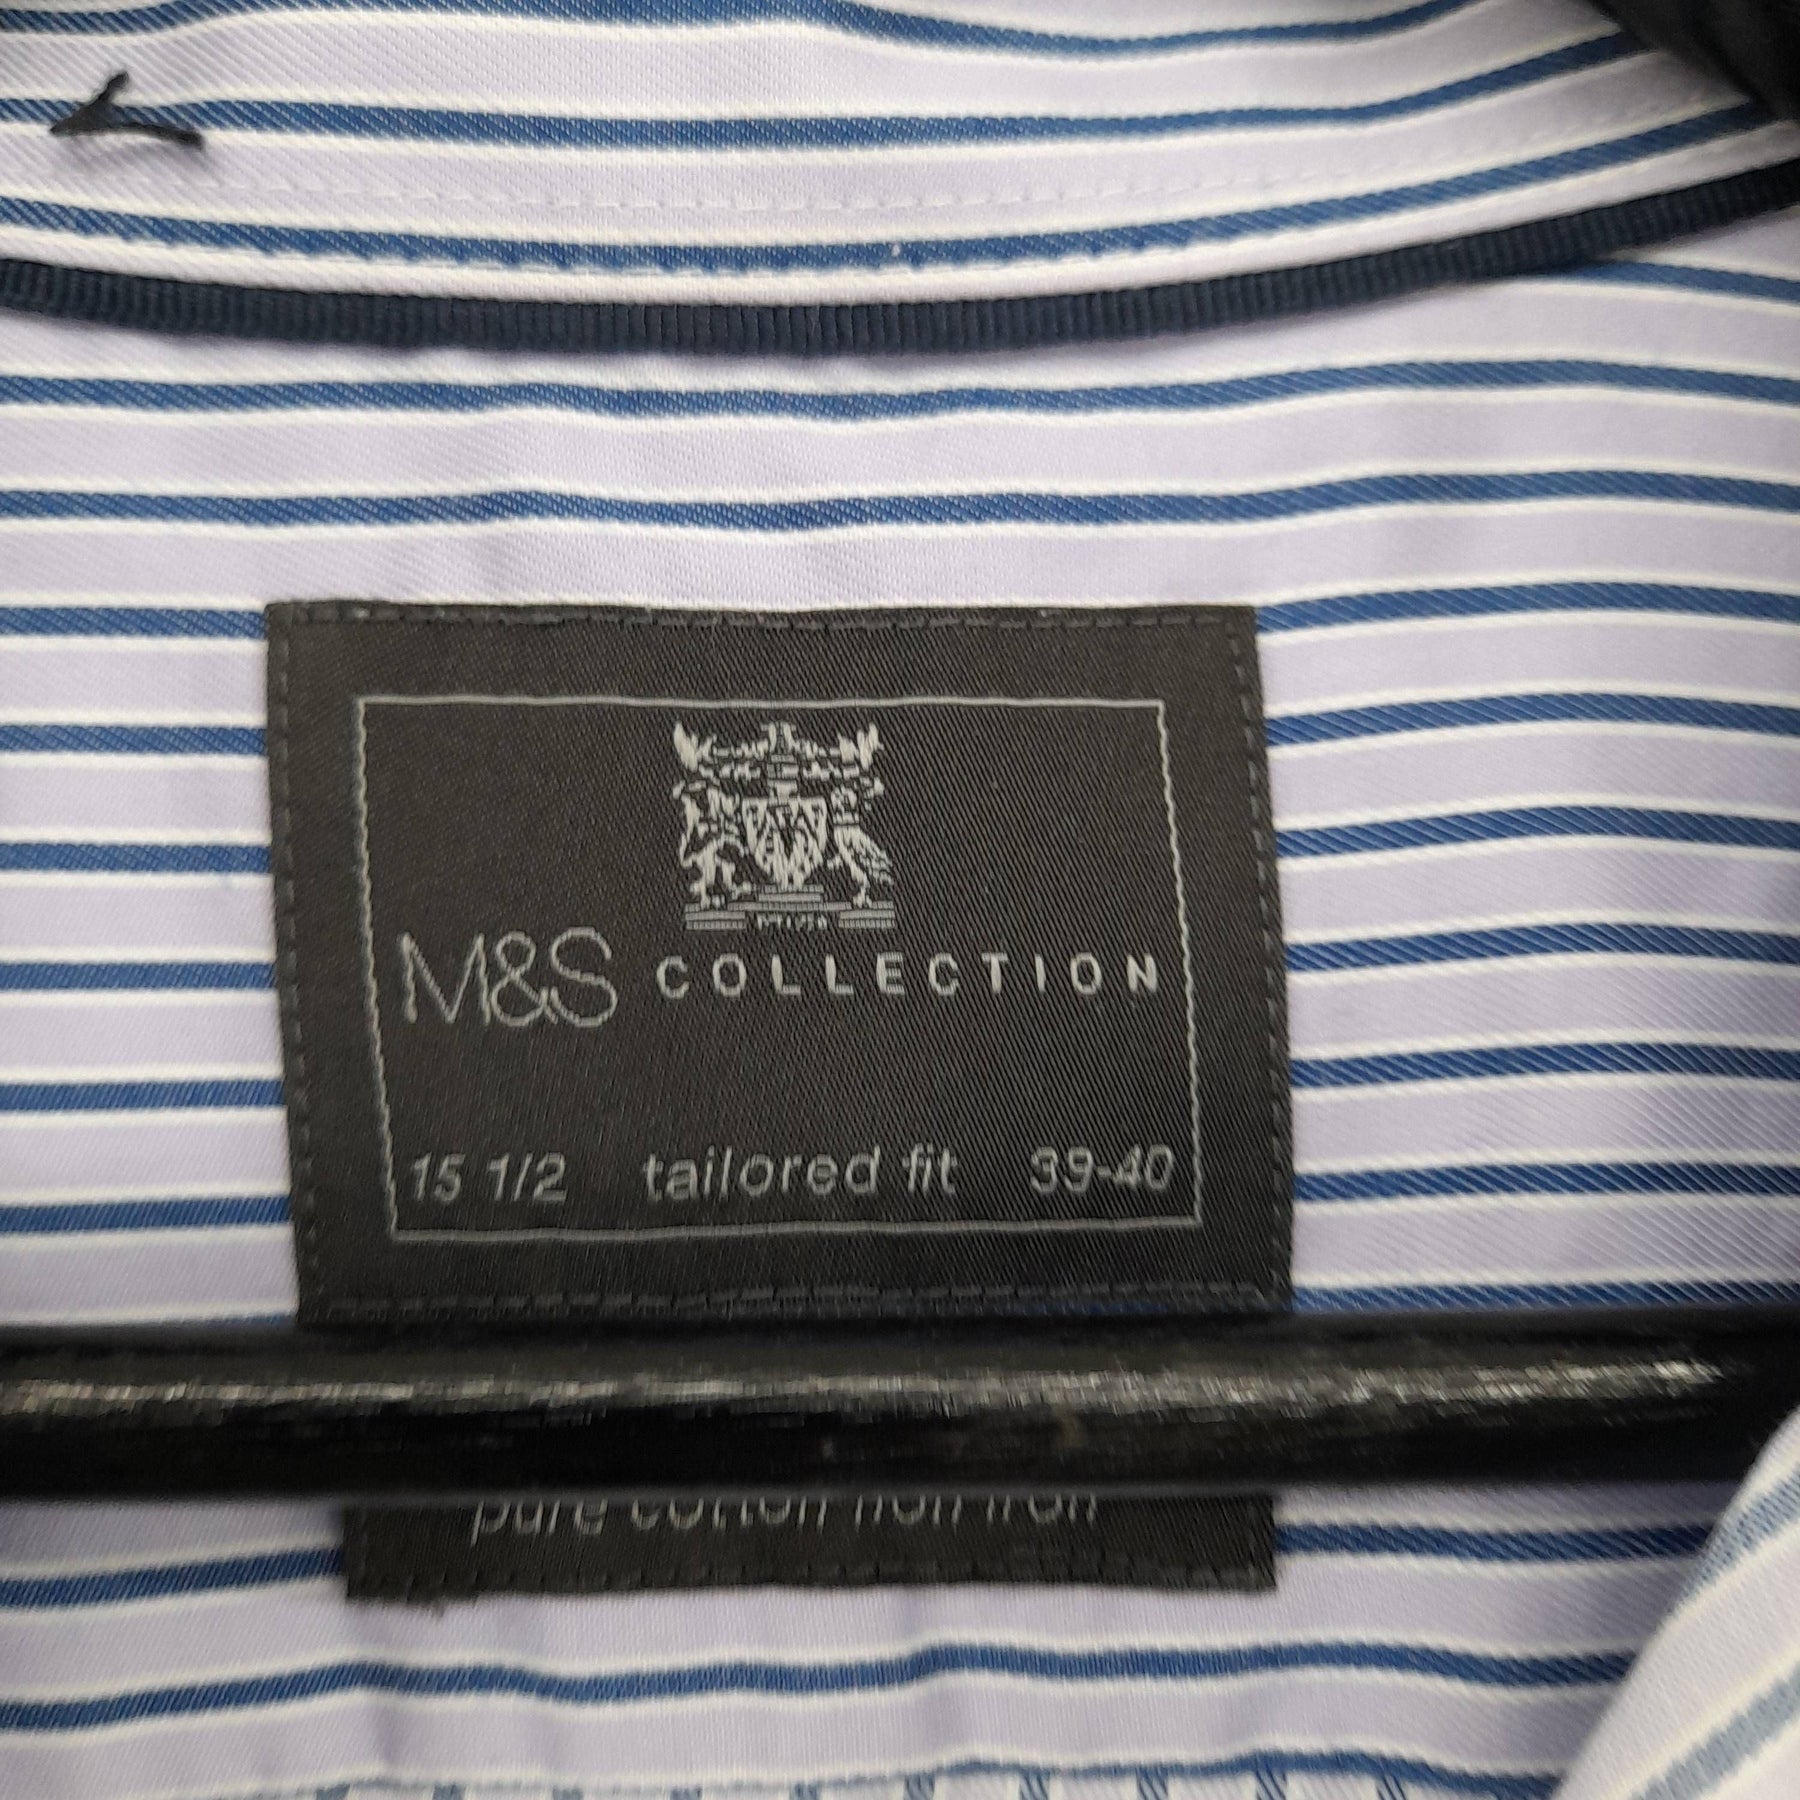 M&S COLLECTION
15 1/2 tailored fit 39-40
pure cotton non iron